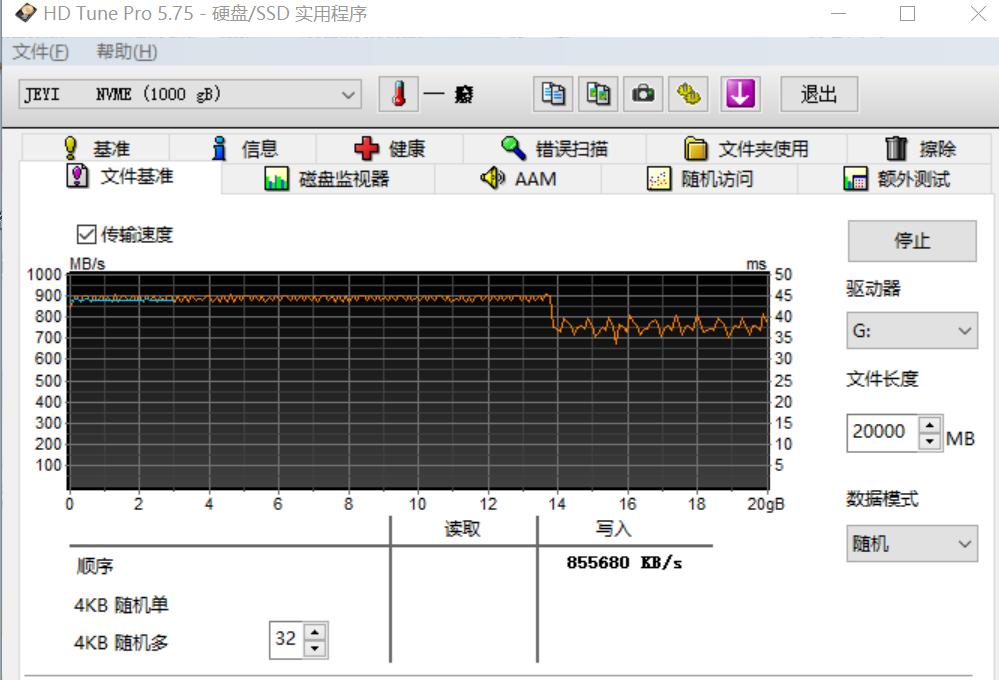 HD Tune Pro 5.75 - 硬盘/SSD 实用程序
文件(F) 帮助(H)
JEYI NVME (1000 gB)
退出
基准 信息 健康 错误扫描 文件夹使用 擦除
文件基准 磁盘监视器 AAM 随机访问 额外测试
传输速度
停止
MB/s ms
1000 50
900 45
800 40
700 35
600 30
500 25
400 20
300 15
200 10
100 5
0 2 4 6 8 10 12 14 16 18 20gB
驱动器
G:
文件长度
20000 MB
数据模式
随机
读取 写入
顺序 855680 KB/s
4KB 随机单
4KB 随机多 32